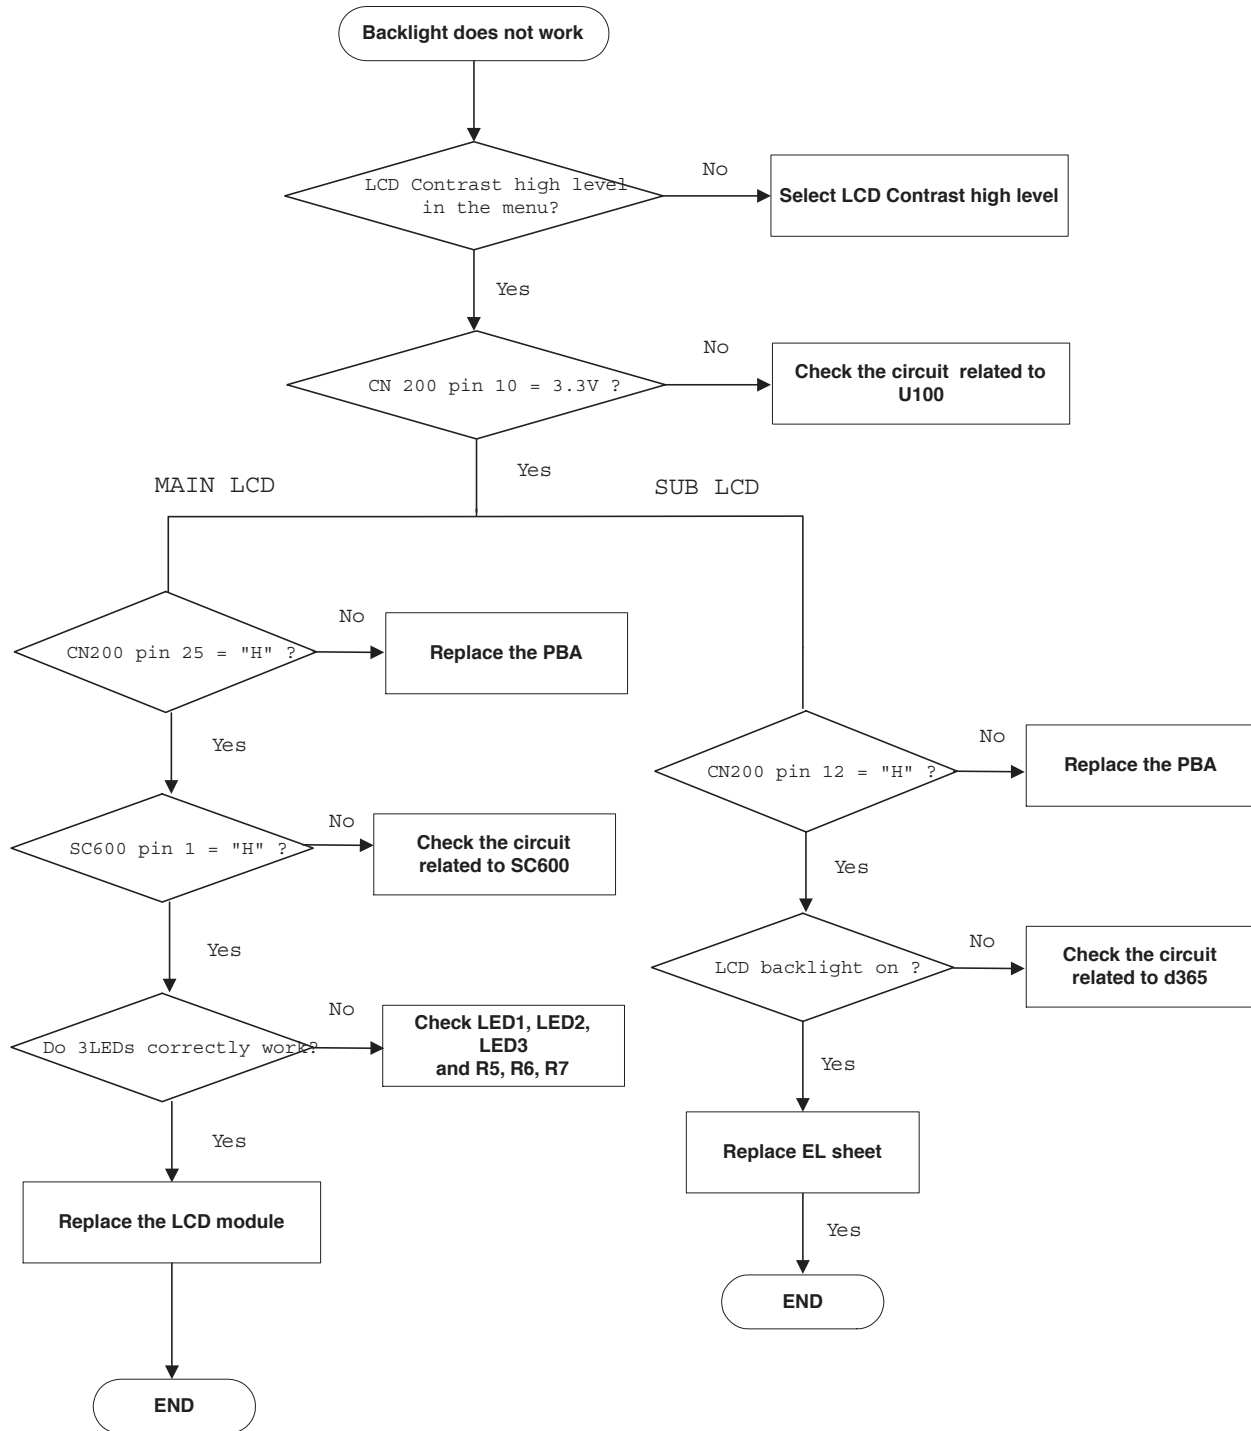 Backlight does not work
LCD Contrast high level
in the menu?
No
Select LCD Contrast high level
Yes
CN 200 pin 10 = 3.3V ?
No
Check the circuit related to
U100
Yes
MAIN LCD
SUB LCD
CN200 pin 25 = "H" ?
No
Replace the PBA
Yes
SC600 pin 1 = "H" ?
No
Check the circuit
related to SC600
Yes
Do 3LEDs correctly work?
No
Check LED1, LED2,
LED3
and R5, R6, R7
Yes
Replace the LCD module
END
CN200 pin 12 = "H" ?
No
Replace the PBA
Yes
LCD backlight on ?
No
Check the circuit
related to d365
Yes
Replace EL sheet
Yes
END